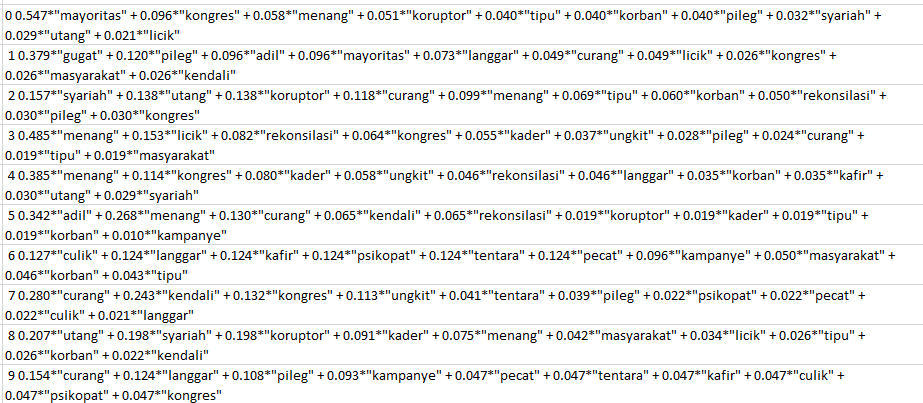 0 0.547*"mayoritas" + 0.096*"kongres" + 0.058*"menang" + 0.051*"koruptor" + 0.040*"tipu" + 0.040*"korban" + 0.040*"pileg" + 0.032*"syariah" +
0.029*"utang" + 0.021*"licik"
1 0.379*"gugat" + 0.120*"pileg" + 0.096*"adil" + 0.096*"mayoritas" + 0.073*"langgar" + 0.049*"curang" + 0.049*"licik" + 0.026*"kongres" +
0.026*"masyarakat" + 0.026*"kendali"
2 0.157*"syariah" + 0.138*"utang" + 0.138*"koruptor" + 0.118*"curang" + 0.099*"menang" + 0.069*"tipu" + 0.060*"korban" + 0.050*"rekonsilasi" +
0.030*"pileg" + 0.030*"kongres"
3 0.485*"menang" + 0.153*"licik" + 0.082*"rekonsilasi" + 0.064*"kongres" + 0.055*"kader" + 0.037*"ungkit" + 0.028*"pileg" + 0.024*"curang" +
0.019*"tipu" + 0.019*"masyarakat"
4 0.385*"menang" + 0.114*"kongres" + 0.080*"kader" + 0.058*"ungkit" + 0.046*"rekonsilasi" + 0.046*"langgar" + 0.035*"korban" + 0.035*"kafir" +
0.030*"utang" + 0.029*"syariah"
5 0.342*"adil" + 0.268*"menang" + 0.130*"curang" + 0.065*"kendali" + 0.065*"rekonsilasi" + 0.019*"koruptor" + 0.019*"kader" + 0.019*"tipu" +
0.019*"korban" + 0.010*"kampanye"
6 0.127*"culik" + 0.124*"langgar" + 0.124*"kafir" + 0.124*"psikopat" + 0.124*"tentara" + 0.124*"pecat" + 0.096*"kampanye" + 0.050*"masyarakat" +
0.046*"korban" + 0.043*"tipu"
7 0.280*"curang" + 0.243*"kendali" + 0.132*"kongres" + 0.113*"ungkit" + 0.041*"tentara" + 0.039*"pileg" + 0.022*"psikopat" + 0.022*"pecat" +
0.022*"culik" + 0.021*"langgar"
8 0.207*"utang" + 0.198*"syariah" + 0.198*"koruptor" + 0.091*"kader" + 0.075*"menang" + 0.042*"masyarakat" + 0.034*"licik" + 0.026*"tipu" +
0.026*"korban" + 0.022*"kendali"
9 0.154*"curang" + 0.124*"langgar" + 0.108*"pileg" + 0.093*"kampanye" + 0.047*"pecat" + 0.047*"tentara" + 0.047*"kafir" + 0.047*"culik" +
0.047*"psikopat" + 0.047*"kongres"